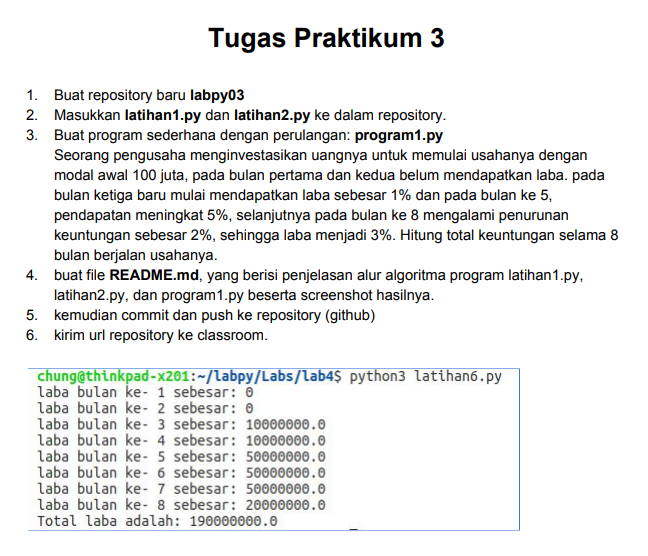 Tugas Praktikum 3
1. Buat repository baru labpy03
2. Masukkan latihan1.py dan latihan2.py ke dalam repository.
3. Buat program sederhana dengan perulangan: program1.py
Seorang pengusaha menginvestasikan uangnya untuk memulai usahanya dengan
modal awal 100 juta, pada bulan pertama dan kedua belum mendapatkan laba. pada
bulan ketiga baru mulai mendapatkan laba sebesar 1% dan pada bulan ke 5,
pendapatan meningkat 5%, selanjutnya pada bulan ke 8 mengalami penurunan
keuntungan sebesar 2%, sehingga laba menjadi 3%. Hitung total keuntungan selama 8
bulan berjalan usahanya.
4. buat file README.md, yang berisi penjelasan alur algoritma program latihan1.py,
latihan2.py, dan program1.py beserta screenshot hasilnya.
5. kemudian commit dan push ke repository (github)
6. kirim url repository ke classroom.
chung@thinkpad-x201:~/labpy/Labs/lab4$ python3 latihan6.py
laba bulan ke- 1 sebesar: 0
laba bulan ke- 2 sebesar: 0
laba bulan ke- 3 sebesar: 10000000.0
laba bulan ke- 4 sebesar: 10000000.0
laba bulan ke- 5 sebesar: 50000000.0
laba bulan ke- 6 sebesar: 50000000.0
laba bulan ke- 7 sebesar: 50000000.0
laba bulan ke- 8 sebesar: 20000000.0
Total laba adalah: 190000000.0